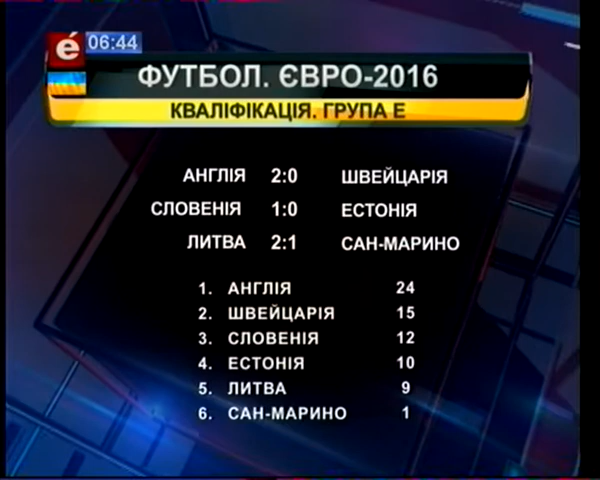 é 06:44
ФУТБОЛ. ЄВРО-2016
КВАЛІФІКАЦІЯ. ГРУПА Е
АНГЛІЯ 2:0 ШВЕЙЦАРІЯ
СЛОВЕНІЯ 1:0 ЕСТОНІЯ
ЛИТВА 2:1 САН-МАРИНО
1. АНГЛІЯ 24
2. ШВЕЙЦАРІЯ 15
3. СЛОВЕНІЯ 12
4. ЕСТОНІЯ 10
5. ЛИТВА 9
6. САН-МАРИНО 1